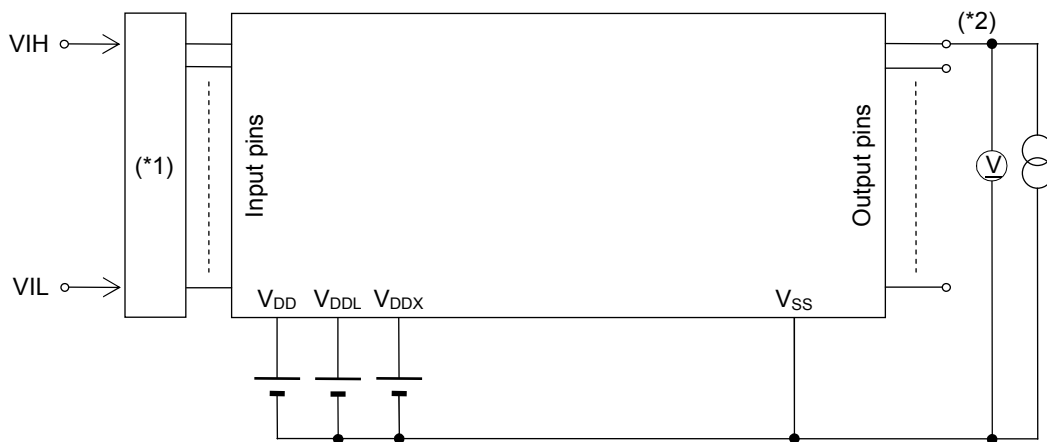 (*2)
VIH
(*1)
Input pins
Output pins
V
VIL
VDD
VDDL
VDDX
VSS